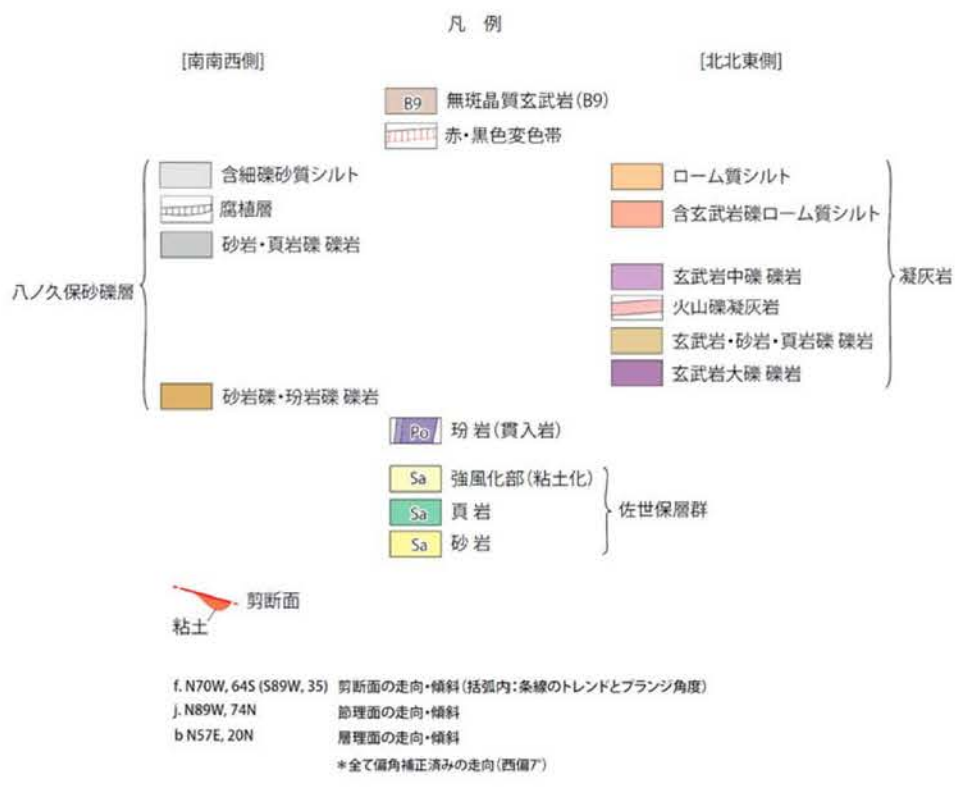 凡 例
[南南西側]
[北北東側]
B9 無斑晶質玄武岩(B9)
赤・黒色変色帯
八ノ久保砂礫層
含細礫砂質シルト
腐植層
砂岩・頁岩礫 礫岩
砂岩礫・玢岩礫 礫岩
ローム質シルト
含玄武岩礫ローム質シルト
玄武岩中礫 礫岩
火山礫凝灰岩
玄武岩・砂岩・頁岩礫 礫岩
玄武岩大礫 礫岩
凝灰岩
Po 玢岩(貫入岩)
Sa 強風化部(粘土化)
Sa 頁岩
Sa 砂岩
佐世保層群
剪断面
粘土
f. N70W, 64S (S89W, 35) 剪断面の走向・傾斜(括弧内:条線のトレンドとプランジ角度)
j. N89W, 74N 節理面の走向・傾斜
b N57E, 20N 層理面の走向・傾斜
*全て偏角補正済みの走向(西偏7°)